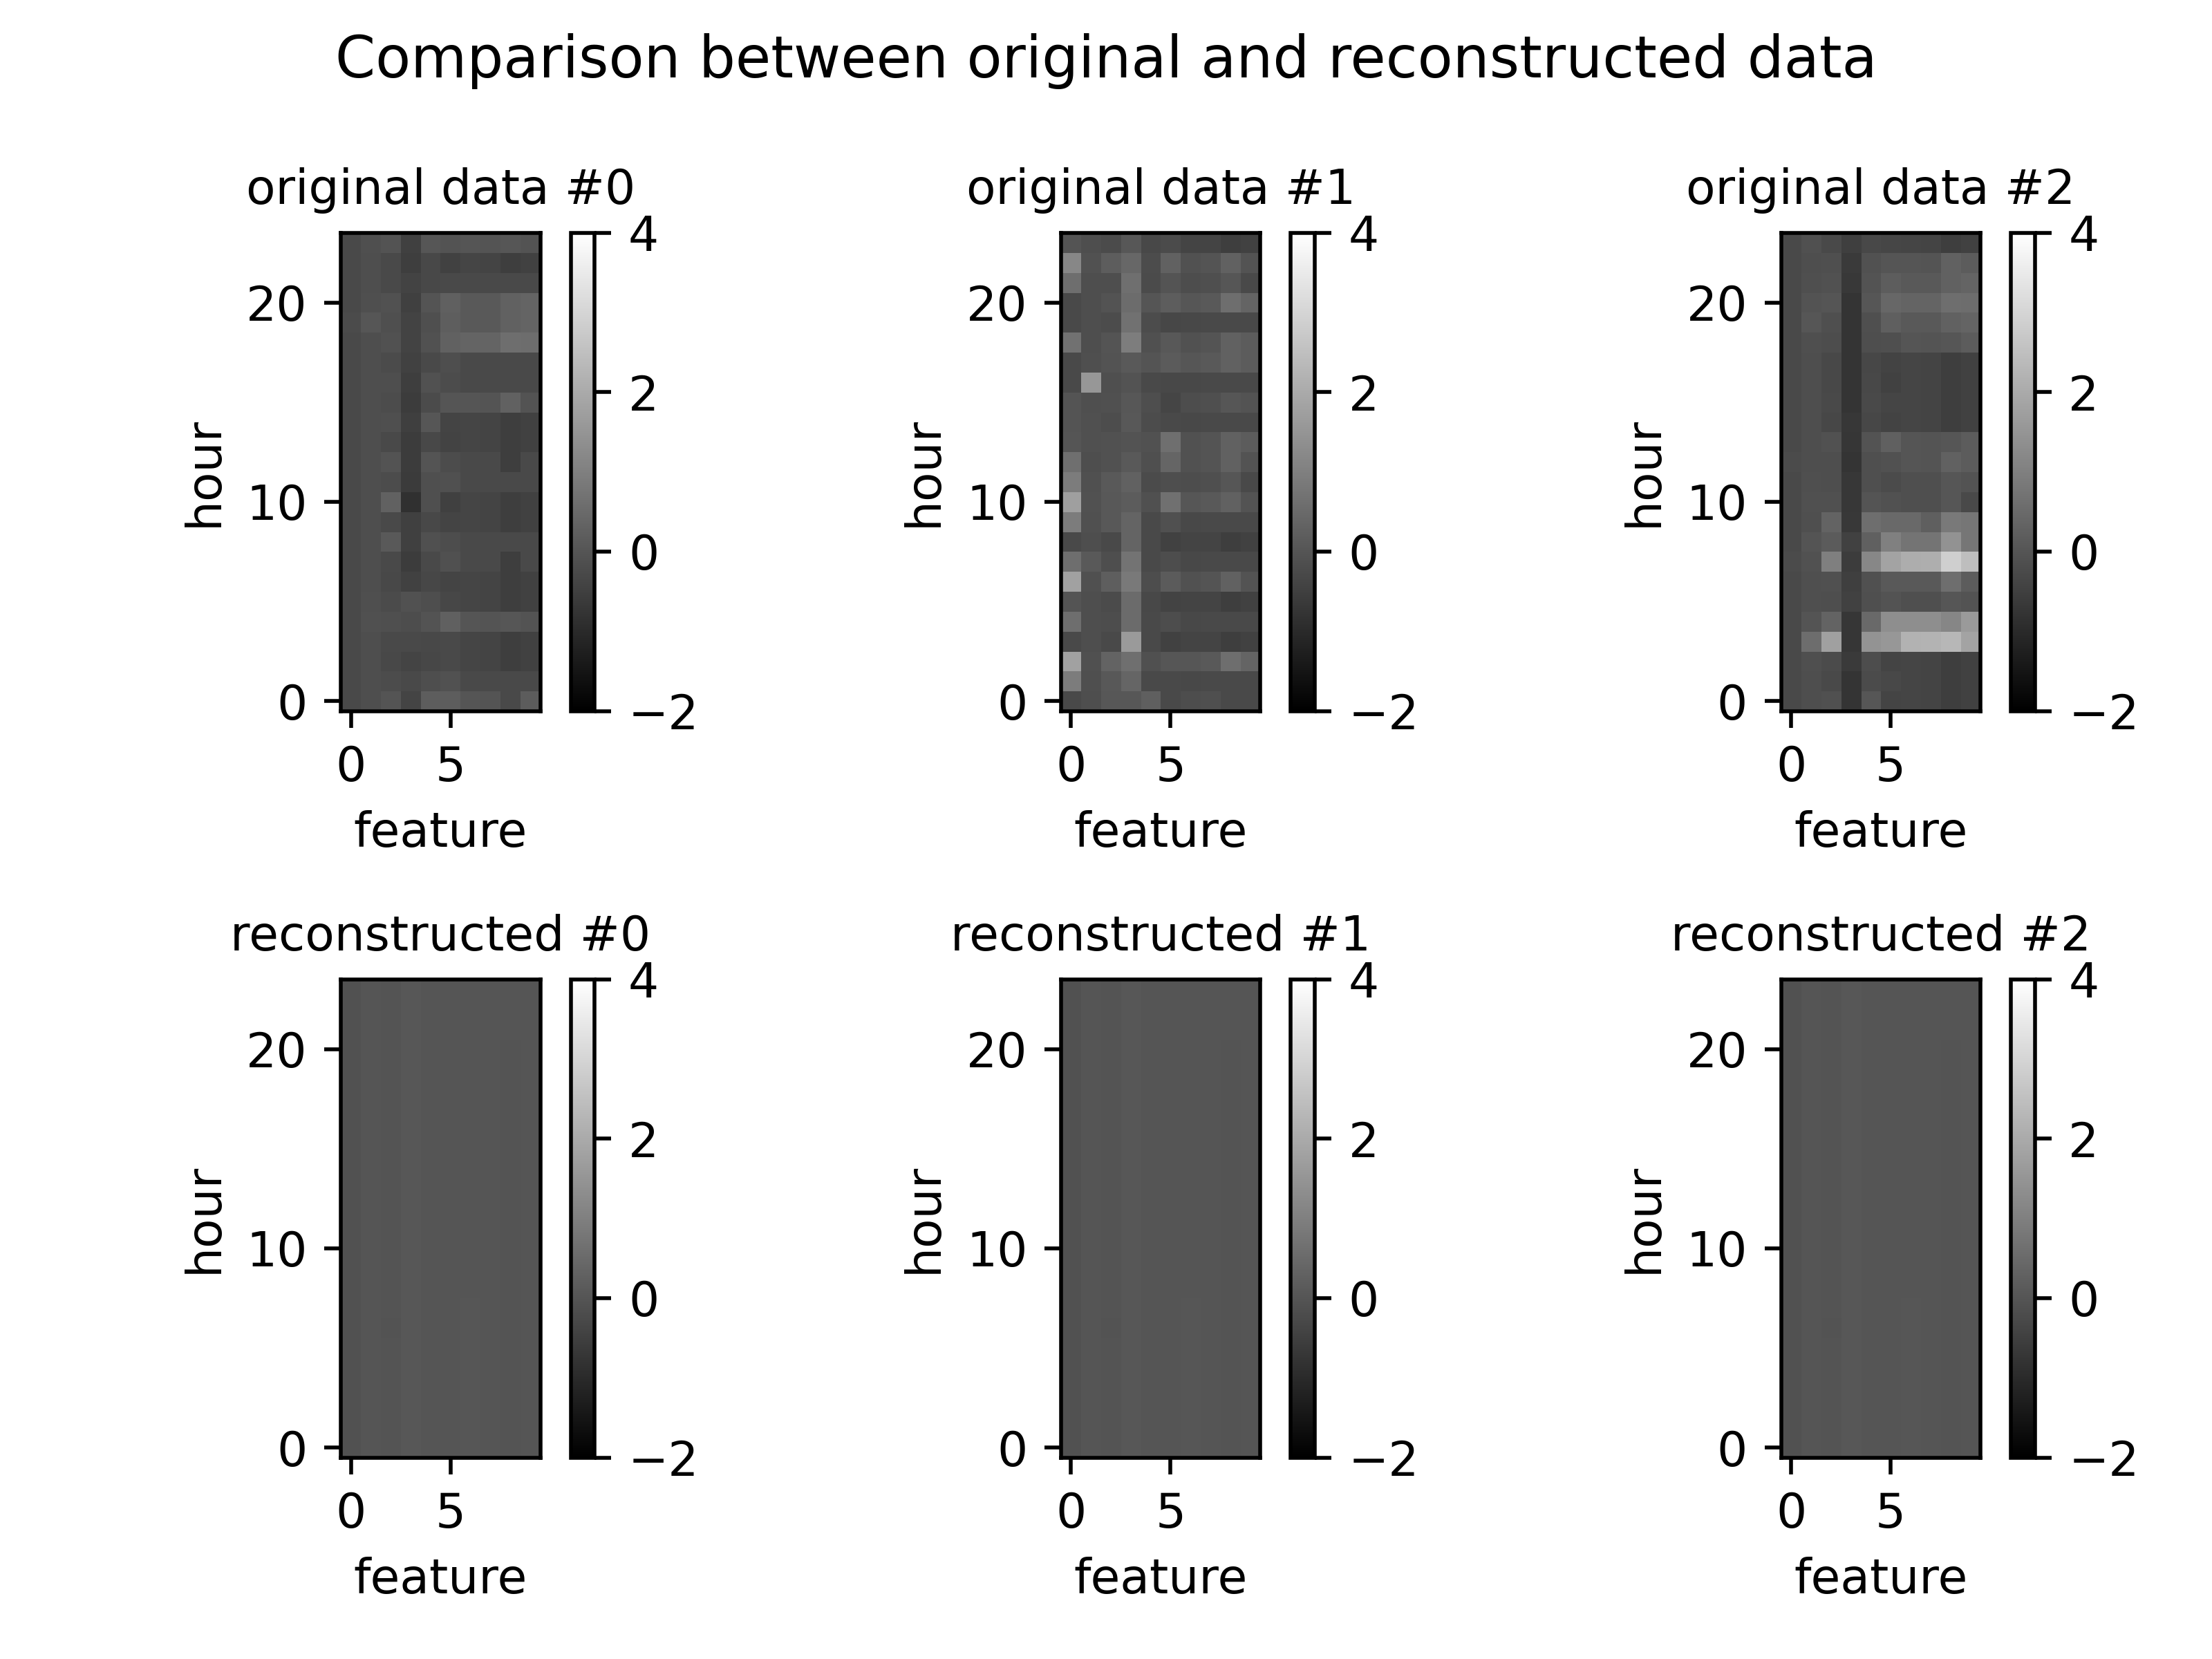 Comparison between original and reconstructed data
original data #0
original data #1
original data #2
4
2
0
−2
20
10
0
hour
0 5
feature
4
2
0
−2
20
10
0
hour
0 5
feature
4
2
0
−2
20
10
0
hour
0 5
feature
reconstructed #0
reconstructed #1
reconstructed #2
4
2
0
−2
20
10
0
hour
0 5
feature
4
2
0
−2
20
10
0
hour
0 5
feature
4
2
0
−2
20
10
0
hour
0 5
feature